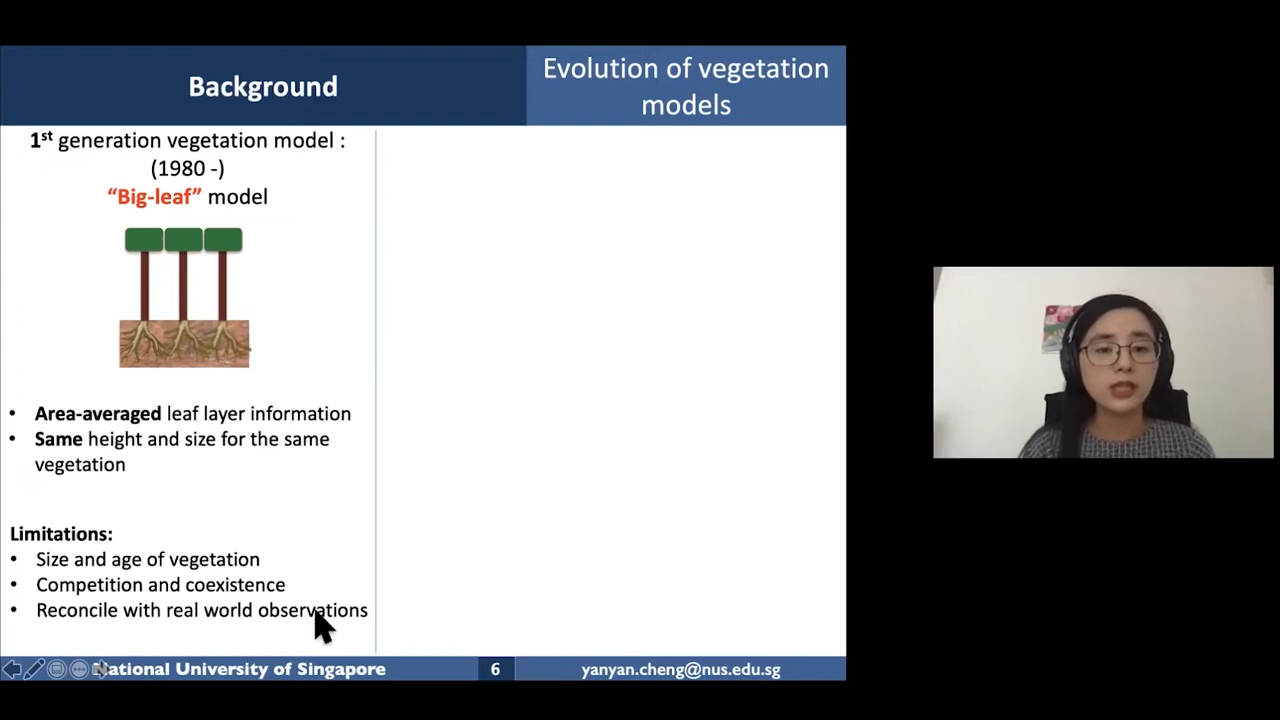 Background
Evolution of vegetation
models
1st generation vegetation model :
(1980 -)
“Big-leaf” model
• Area-averaged leaf layer information
• Same height and size for the same
vegetation
Limitations:
• Size and age of vegetation
• Competition and coexistence
• Reconcile with real world observations
National University of Singapore
6
yanyan.cheng@nus.edu.sg